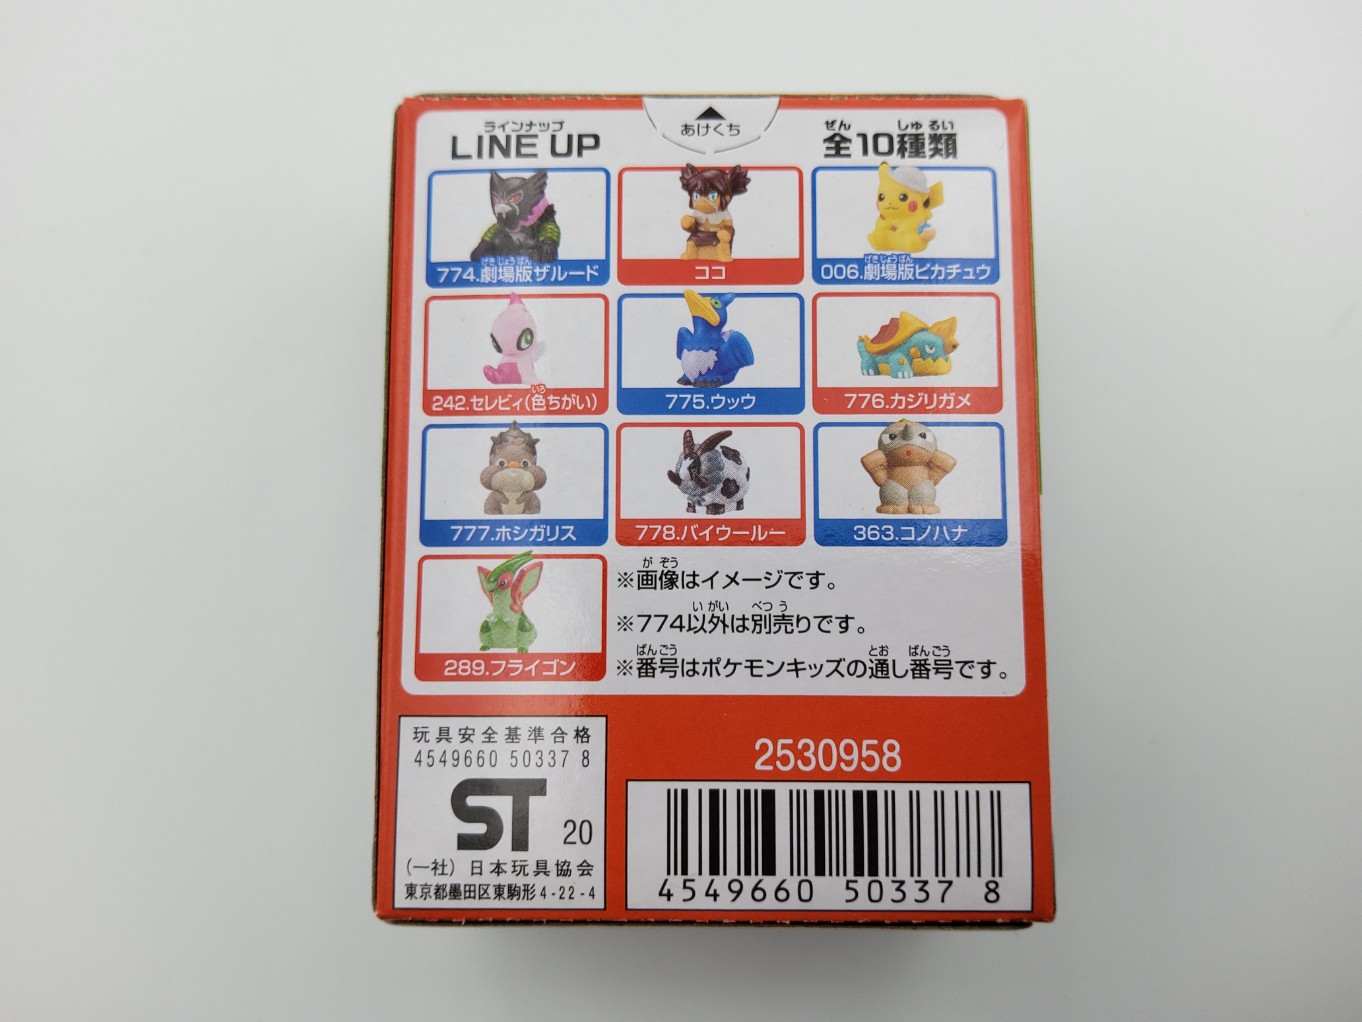 あけくち
ラインナップ
LINE UP
ぜん しゅ るい
全10種類
げき じょう ばん
774.劇場版ザルード
ココ
げき じょう ばん
006.劇場版ピカチュウ
いろ
242.セレビィ(色ちがい)
775.ウッウ
776.カジリガメ
777.ホシガリス
778.バイウールー
363.コノハナ
289.フライゴン
が ぞう
※画像はイメージです。
い がい べつ う
※774以外は別売りです。
ばんごう とお ばんごう
※番号はポケモンキッズの通し番号です。
玩具安全基準合格
4549660 50337 8
ST 20
(一社)日本玩具協会
東京都墨田区東駒形4-22-4
2530958
4549660 50337 8